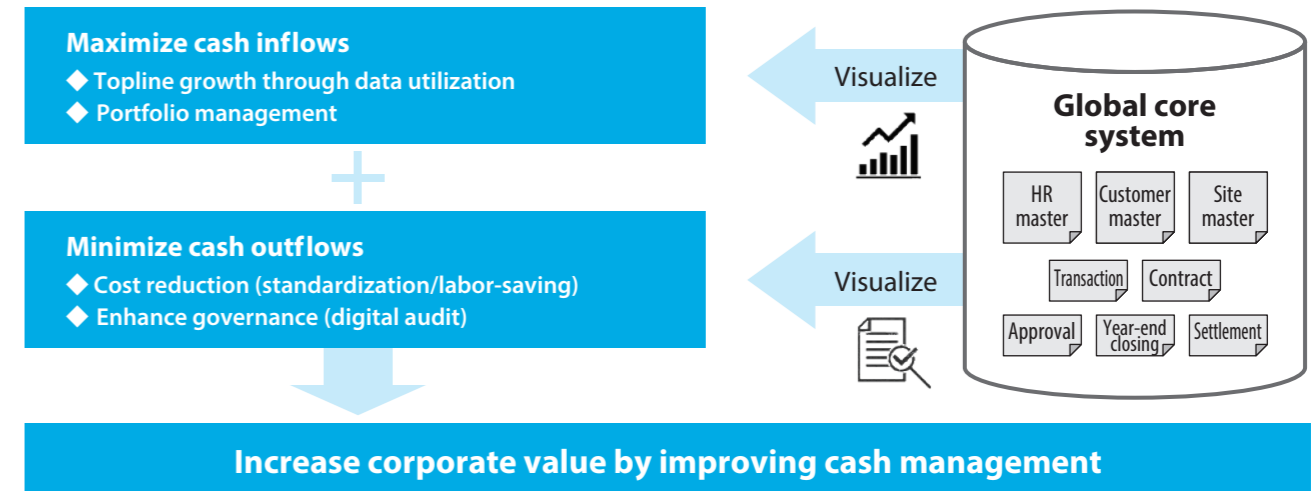 Maximize cash inflows
◆ Topline growth through data utilization
◆ Portfolio management
+
Minimize cash outflows
◆ Cost reduction (standardization/labor-saving)
◆ Enhance governance (digital audit)
Visualize
Visualize
Global core
system
HR
master
Customer
master
Site
master
Transaction
Contract
Approval
Year-end
closing
Settlement
Increase corporate value by improving cash management